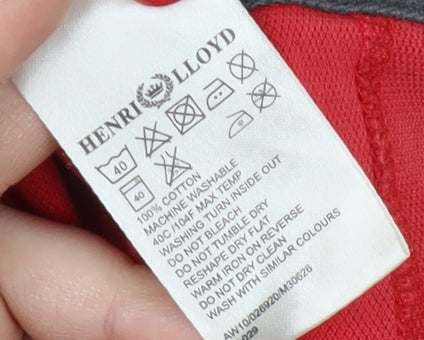 HENRI LLOYD
40
40
100% COTTON
MACHINE WASHABLE
40C /104F MAX TEMP
WASHING TURN INSIDE OUT
DO NOT BLEACH
DO NOT TUMBLE DRY
RESHAPE DRY FLAT
WARM IRON ON REVERSE
DO NOT DRY CLEAN
WASH WITH SIMILAR COLOURS
AW10/026920/M30626
029